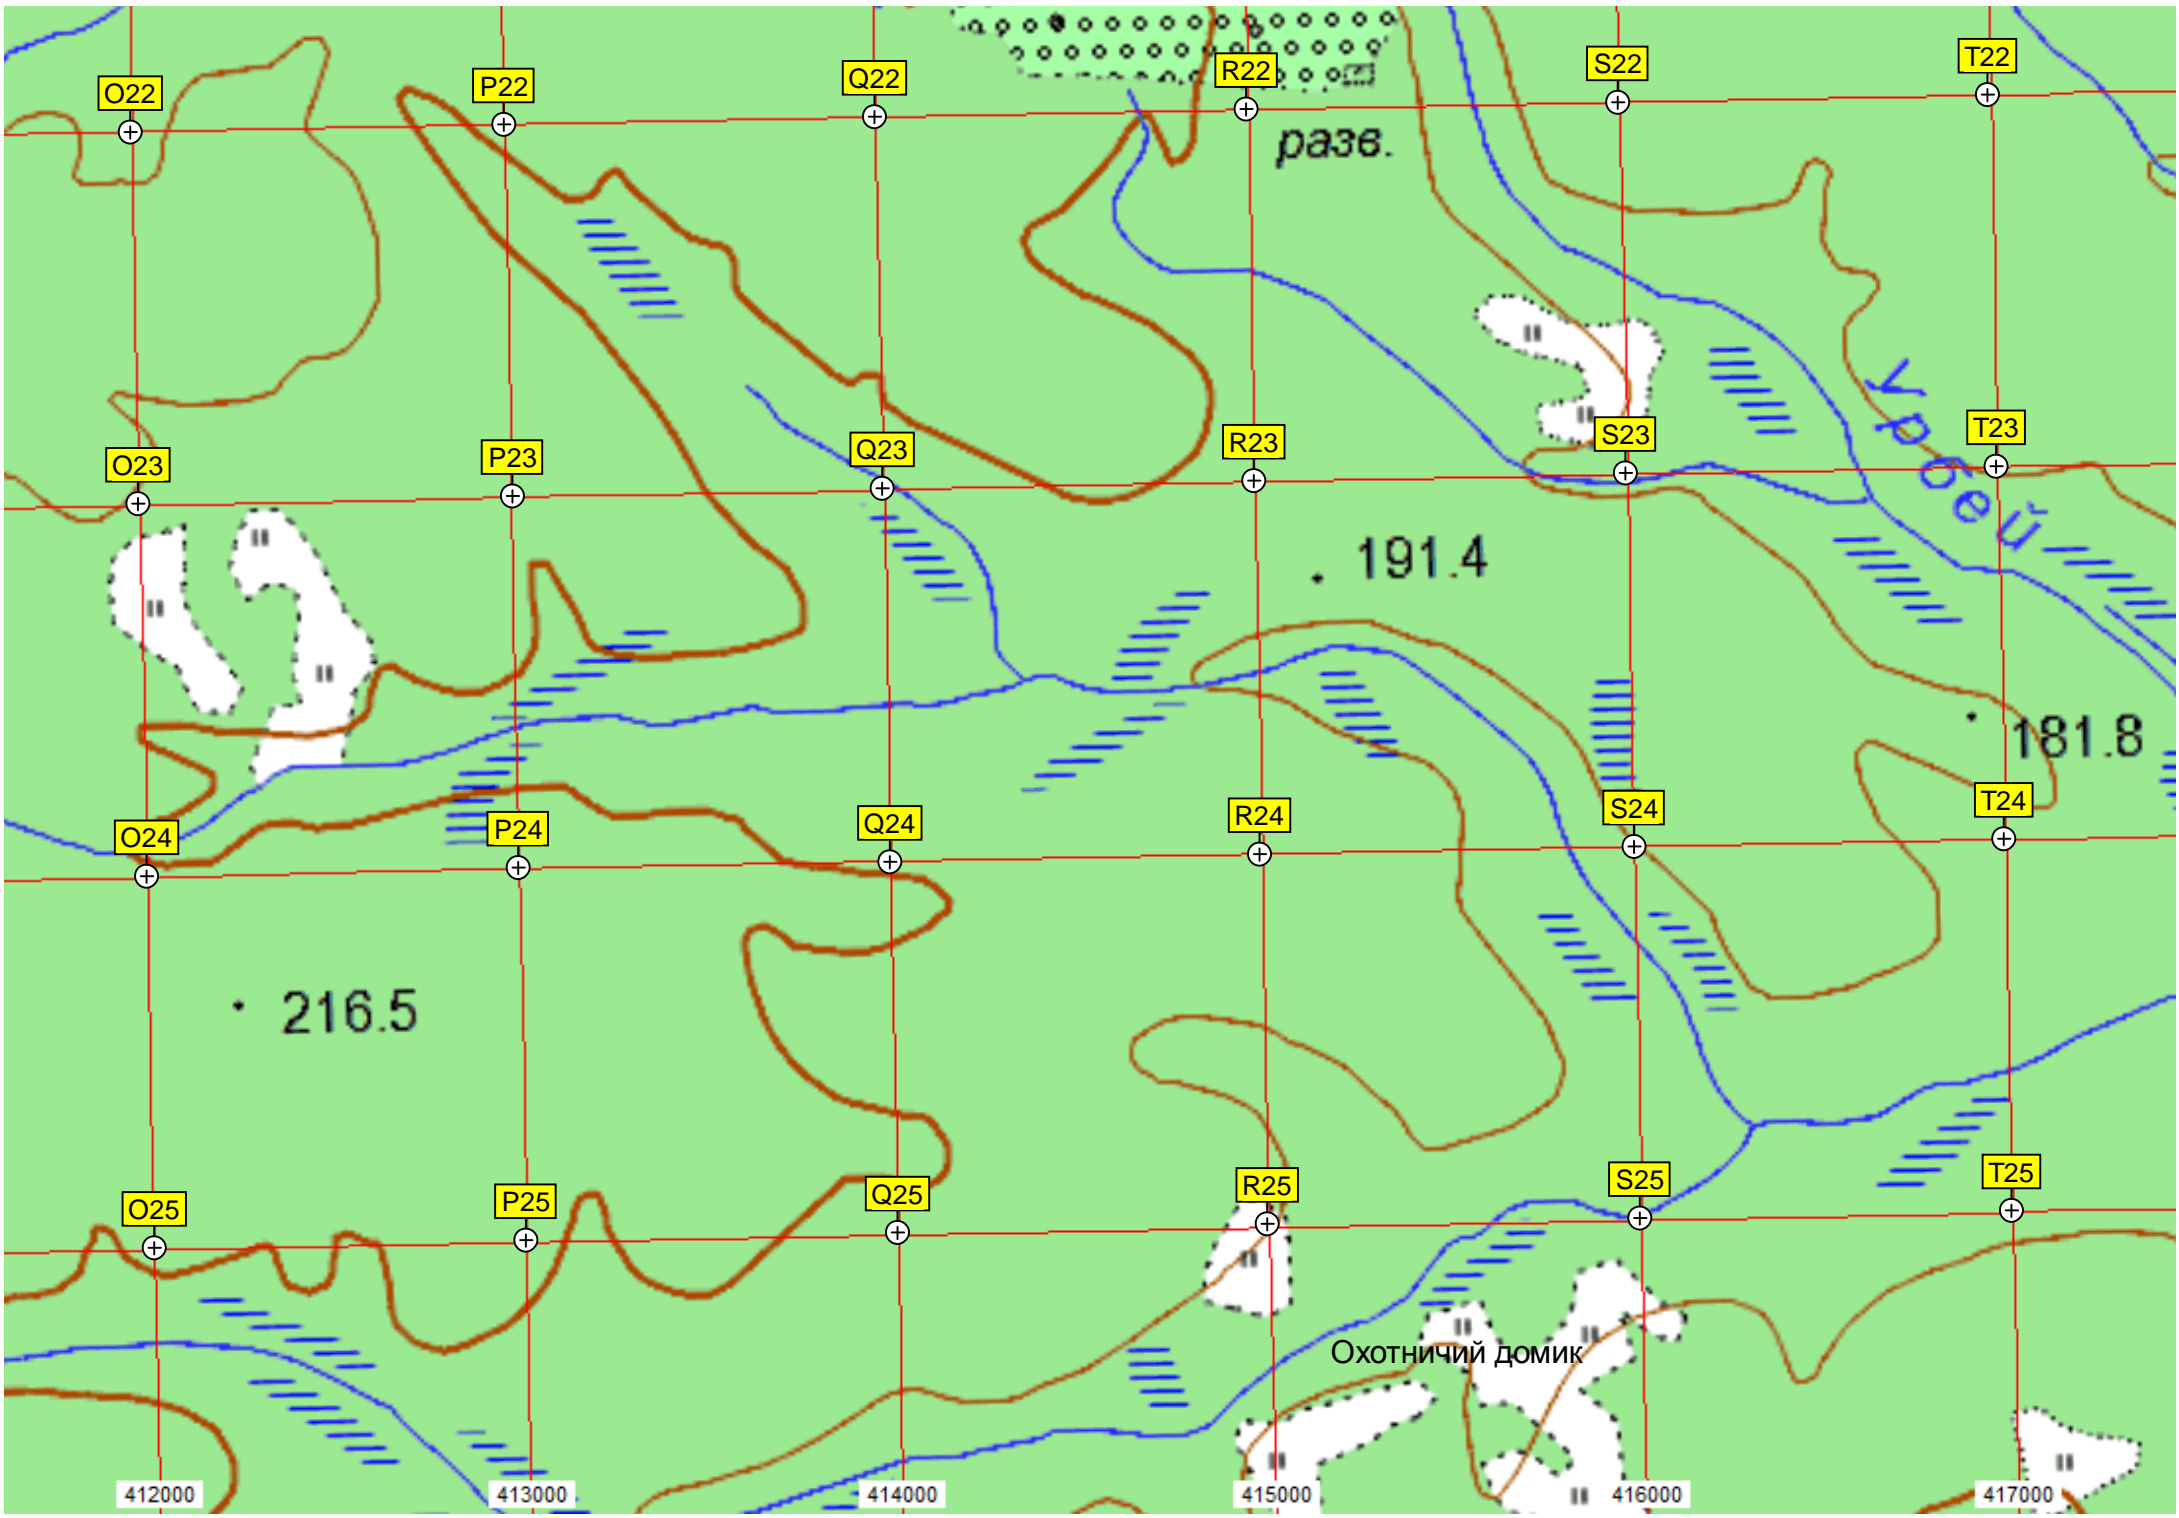 O22 P22 Q22 R22 S22 T22
разв.
Урбей
O23 P23 Q23 R23 S23 T23
191.4
181.8
O24 P24 Q24 R24 S24 T24
216.5
O25 P25 Q25 R25 S25 T25
Охотничий домик
412000 413000 414000 415000 416000 417000